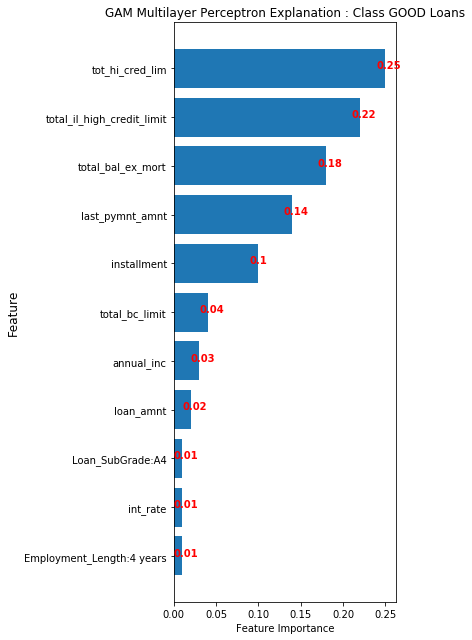 GAM Multilayer Perceptron Explanation : Class GOOD Loans
Feature
tot_hi_cred_lim 0.25
total_il_high_credit_limit 0.22
total_bal_ex_mort 0.18
last_pymnt_amnt 0.14
installment 0.1
total_bc_limit 0.04
annual_inc 0.03
loan_amnt 0.02
Loan_SubGrade:A4 0.01
int_rate 0.01
Employment_Length:4 years 0.01
0.00 0.05 0.10 0.15 0.20 0.25
Feature Importance